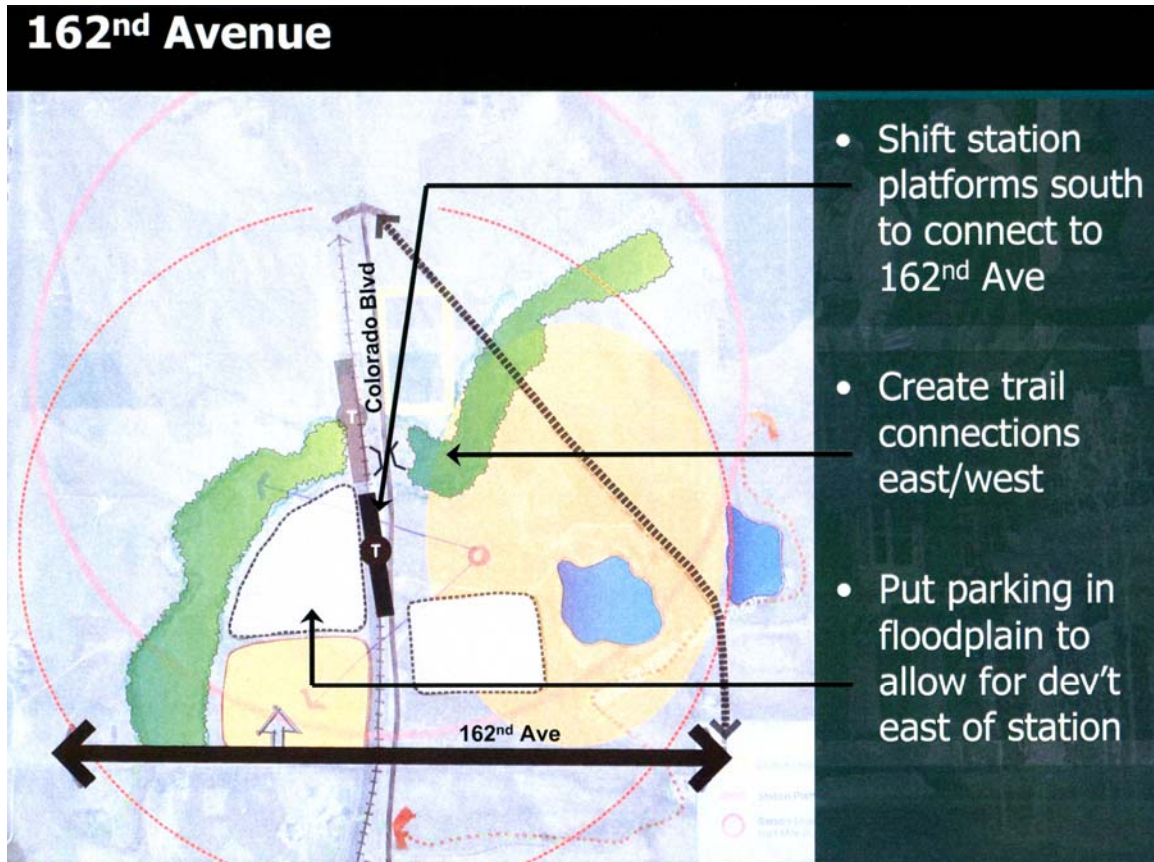 162nd Avenue
• Shift station
platforms south
to connect to
162nd Ave
• Create trail
connections
east/west
• Put parking in
floodplain to
allow for dev't
east of station
Colorado Blvd
T
T
162nd Ave